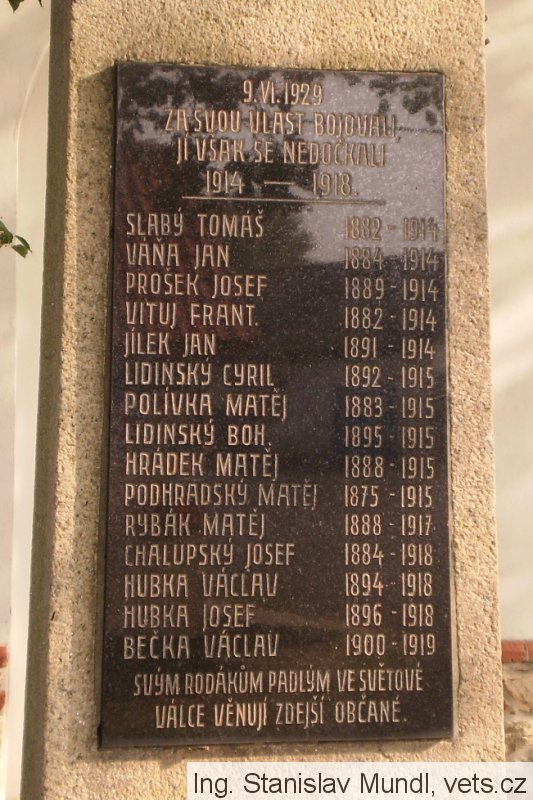 9. VI. 1929
ZA SVOU VLAST BOJOVALI,
JÍ VŠAK SE NEDOČKALI
1914 — 1918.
SLABÝ TOMÁŠ 1882 - 1914
VÁŇA JAN 1884 - 1914
PROSEK JOSEF 1889 - 1914
VITUJ FRANT. 1882 - 1914
JÍLEK JAN 1891 - 1914
LIDINSKÝ CYRIL 1892 - 1915
POLÍVKA MATĚJ 1883 - 1915
LIDINSKÝ BOH. 1895 - 1915
HRÁDEK MATĚJ 1888 - 1915
PODHRADSKÝ MATĚJ 1875 - 1915
RYBÁK MATĚJ 1888 - 1917
CHALUPSKÝ JOSEF 1884 - 1918
HUBKA VÁCLAV 1894 - 1918
HUBKA JOSEF 1896 - 1918
BEČKA VÁCLAV 1900 - 1919
SVÝM RODÁKŮM PADLÝM VE SVĚTOVÉ
VÁLCE VĚNUJÍ ZDEJŠÍ OBČANÉ.
Ing. Stanislav Mundl, vets.cz